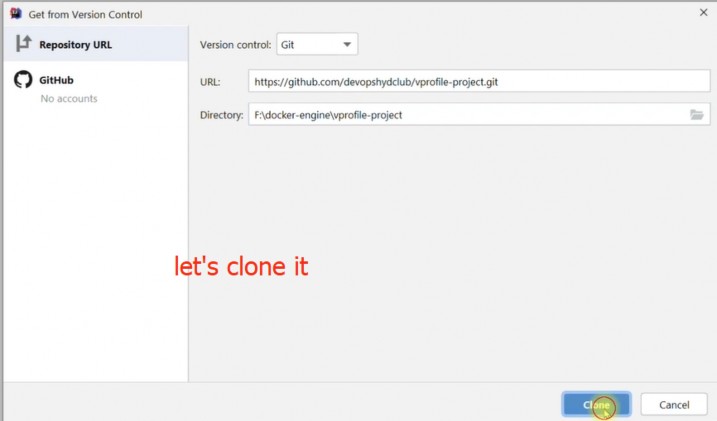 Get from Version Control
Repository URL
GitHub
No accounts
Version control: Git
URL: https://github.com/devopshydclub/vprofile-project.git
Directory: F:\docker-engine\vprofile-project
let's clone it
Clone Cancel